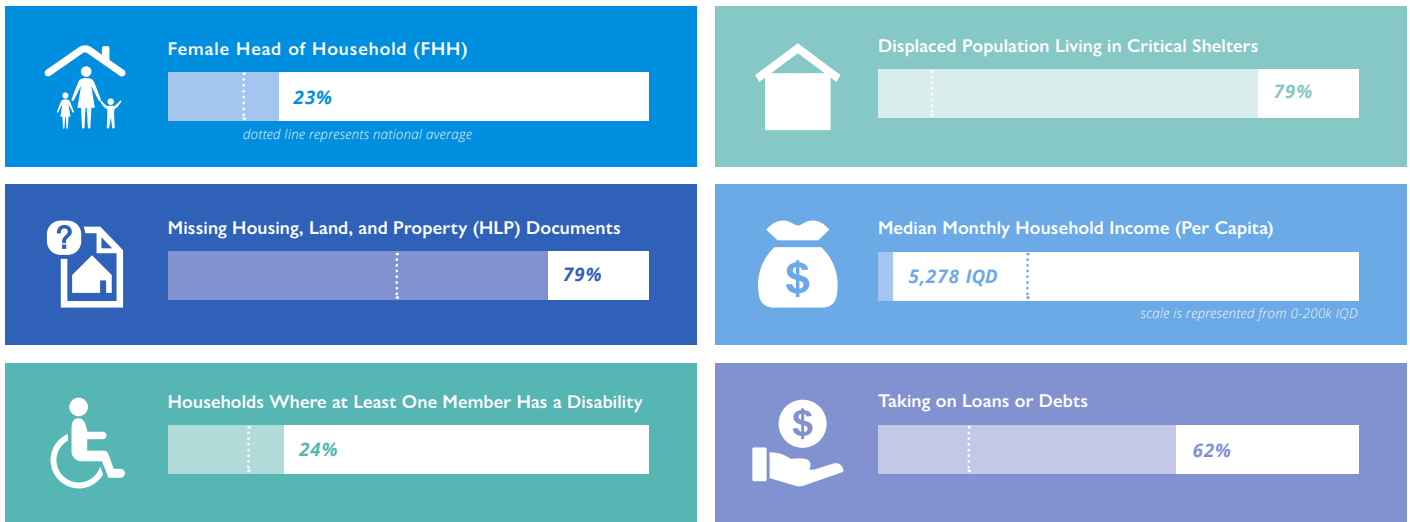 Female Head of Household (FHH)
23%
dotted line represents national average
Displaced Population Living in Critical Shelters
79%
?
Missing Housing, Land, and Property (HLP) Documents
79%
$
Median Monthly Household Income (Per Capita)
5,278 IQD
scale is represented from 0-200k IQD
Households Where at Least One Member Has a Disability
24%
$
Taking on Loans or Debts
62%